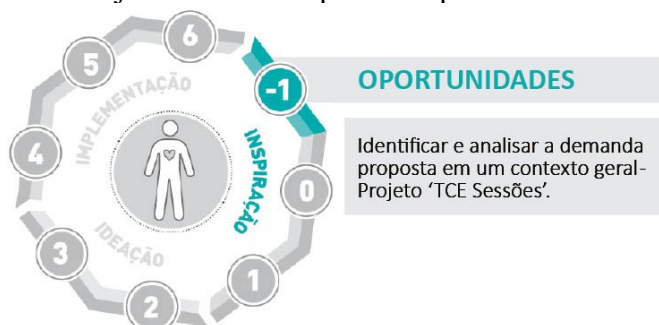 6
5
-1
OPORTUNIDADES
IMPLEMENTAÇÃO
Identificar e analisar a demanda
proposta em um contexto geral-
Projeto ‘TCE Sessões’.
4
INSPIRAÇÃO
0
3
IDEAÇÃO
1
2